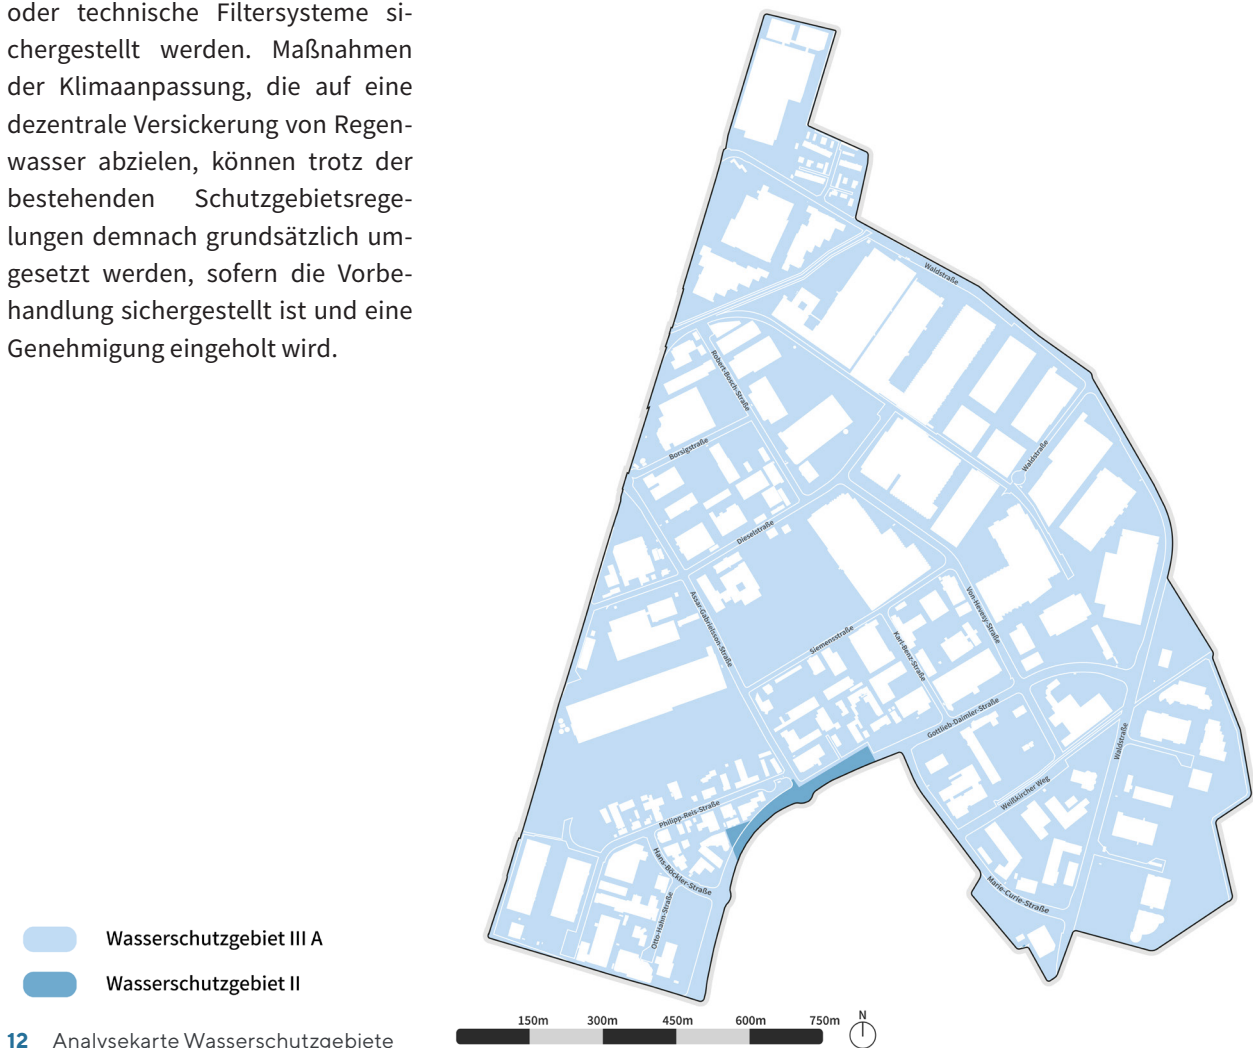 oder technische Filtersysteme si-
chergestellt werden. Maßnahmen
der Klimaanpassung, die auf eine
dezentrale Versickerung von Regen-
wasser abzielen, können trotz der
bestehenden Schutzgebietsrege-
lungen demnach grundsätzlich um-
gesetzt werden, sofern die Vorbe-
handlung sichergestellt ist und eine
Genehmigung eingeholt wird.
Waldstraße
Robert-Bosch-Straße
Borsigstraße
Waldstraße
Dieselstraße
Assar-Gabrielsson-Straße
Von-Hevesy-Straße
Siemensstraße
Karl-Benz-Straße
Gottlieb-Daimler-Straße
Waldstraße
Weißkircher Weg
Philipp-Reis-Straße
Hans-Böckler-Straße
Otto-Hahn-Straße
Marie-Curie-Straße
Wasserschutzgebiet III A
Wasserschutzgebiet II
150m 300m 450m 600m 750m N
12 Analysekarte Wasserschutzgebiete